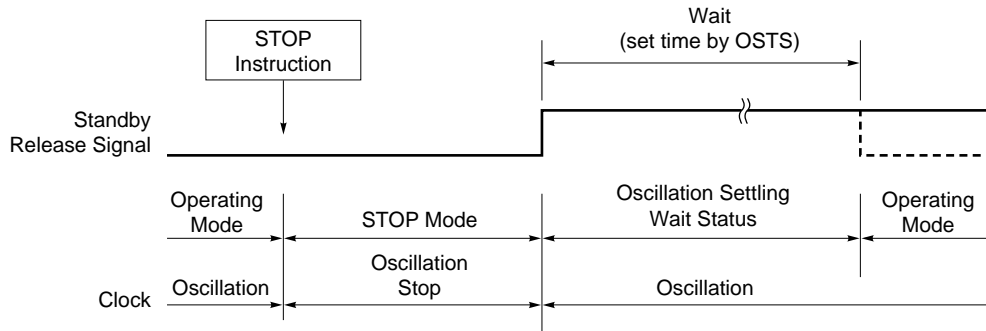 Wait
(set time by OSTS)
STOP
Instruction
Standby
Release Signal
Operating
Mode
STOP Mode
Oscillation Settling
Wait Status
Operating
Mode
Clock
Oscillation
Oscillation
Stop
Oscillation